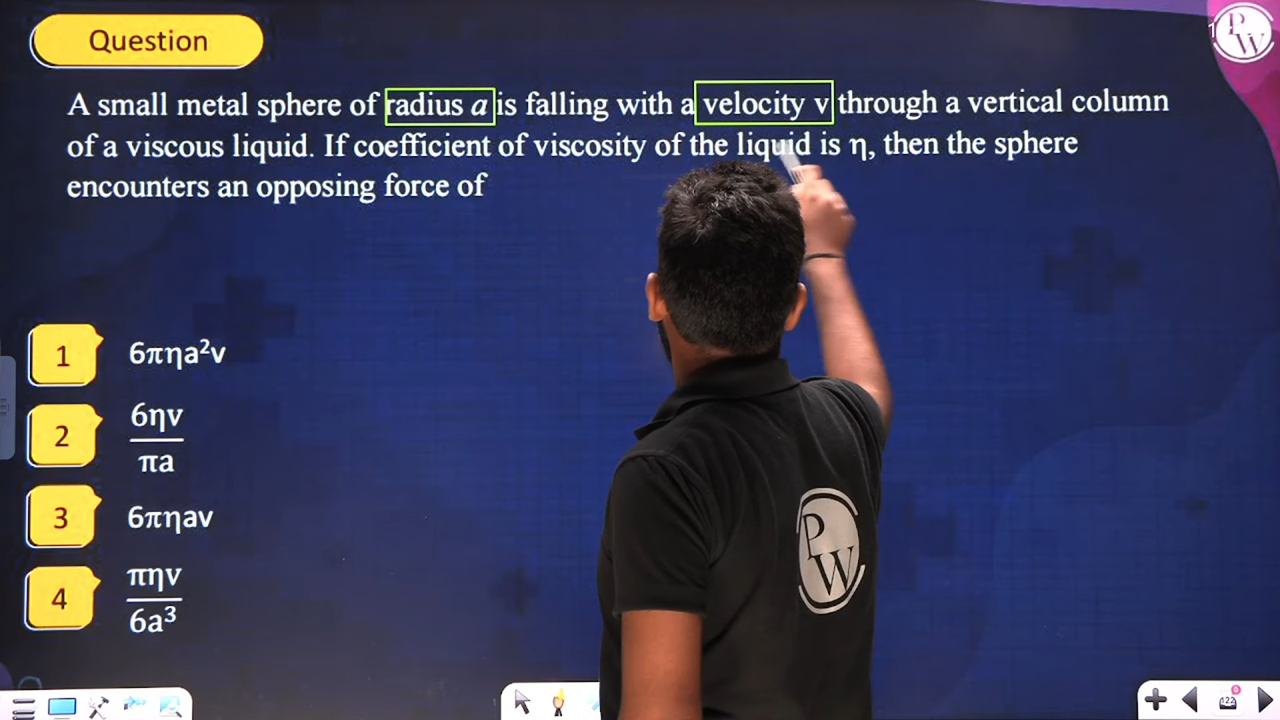 Question
A small metal sphere of radius a is falling with a velocity v through a vertical column
of a viscous liquid. If coefficient of viscosity of the liquid is η, then the sphere
encounters an opposing force of
1 6πηa²v
2 6ηv
πa
3 6πηav
4 πηv
6a³
PW
PW